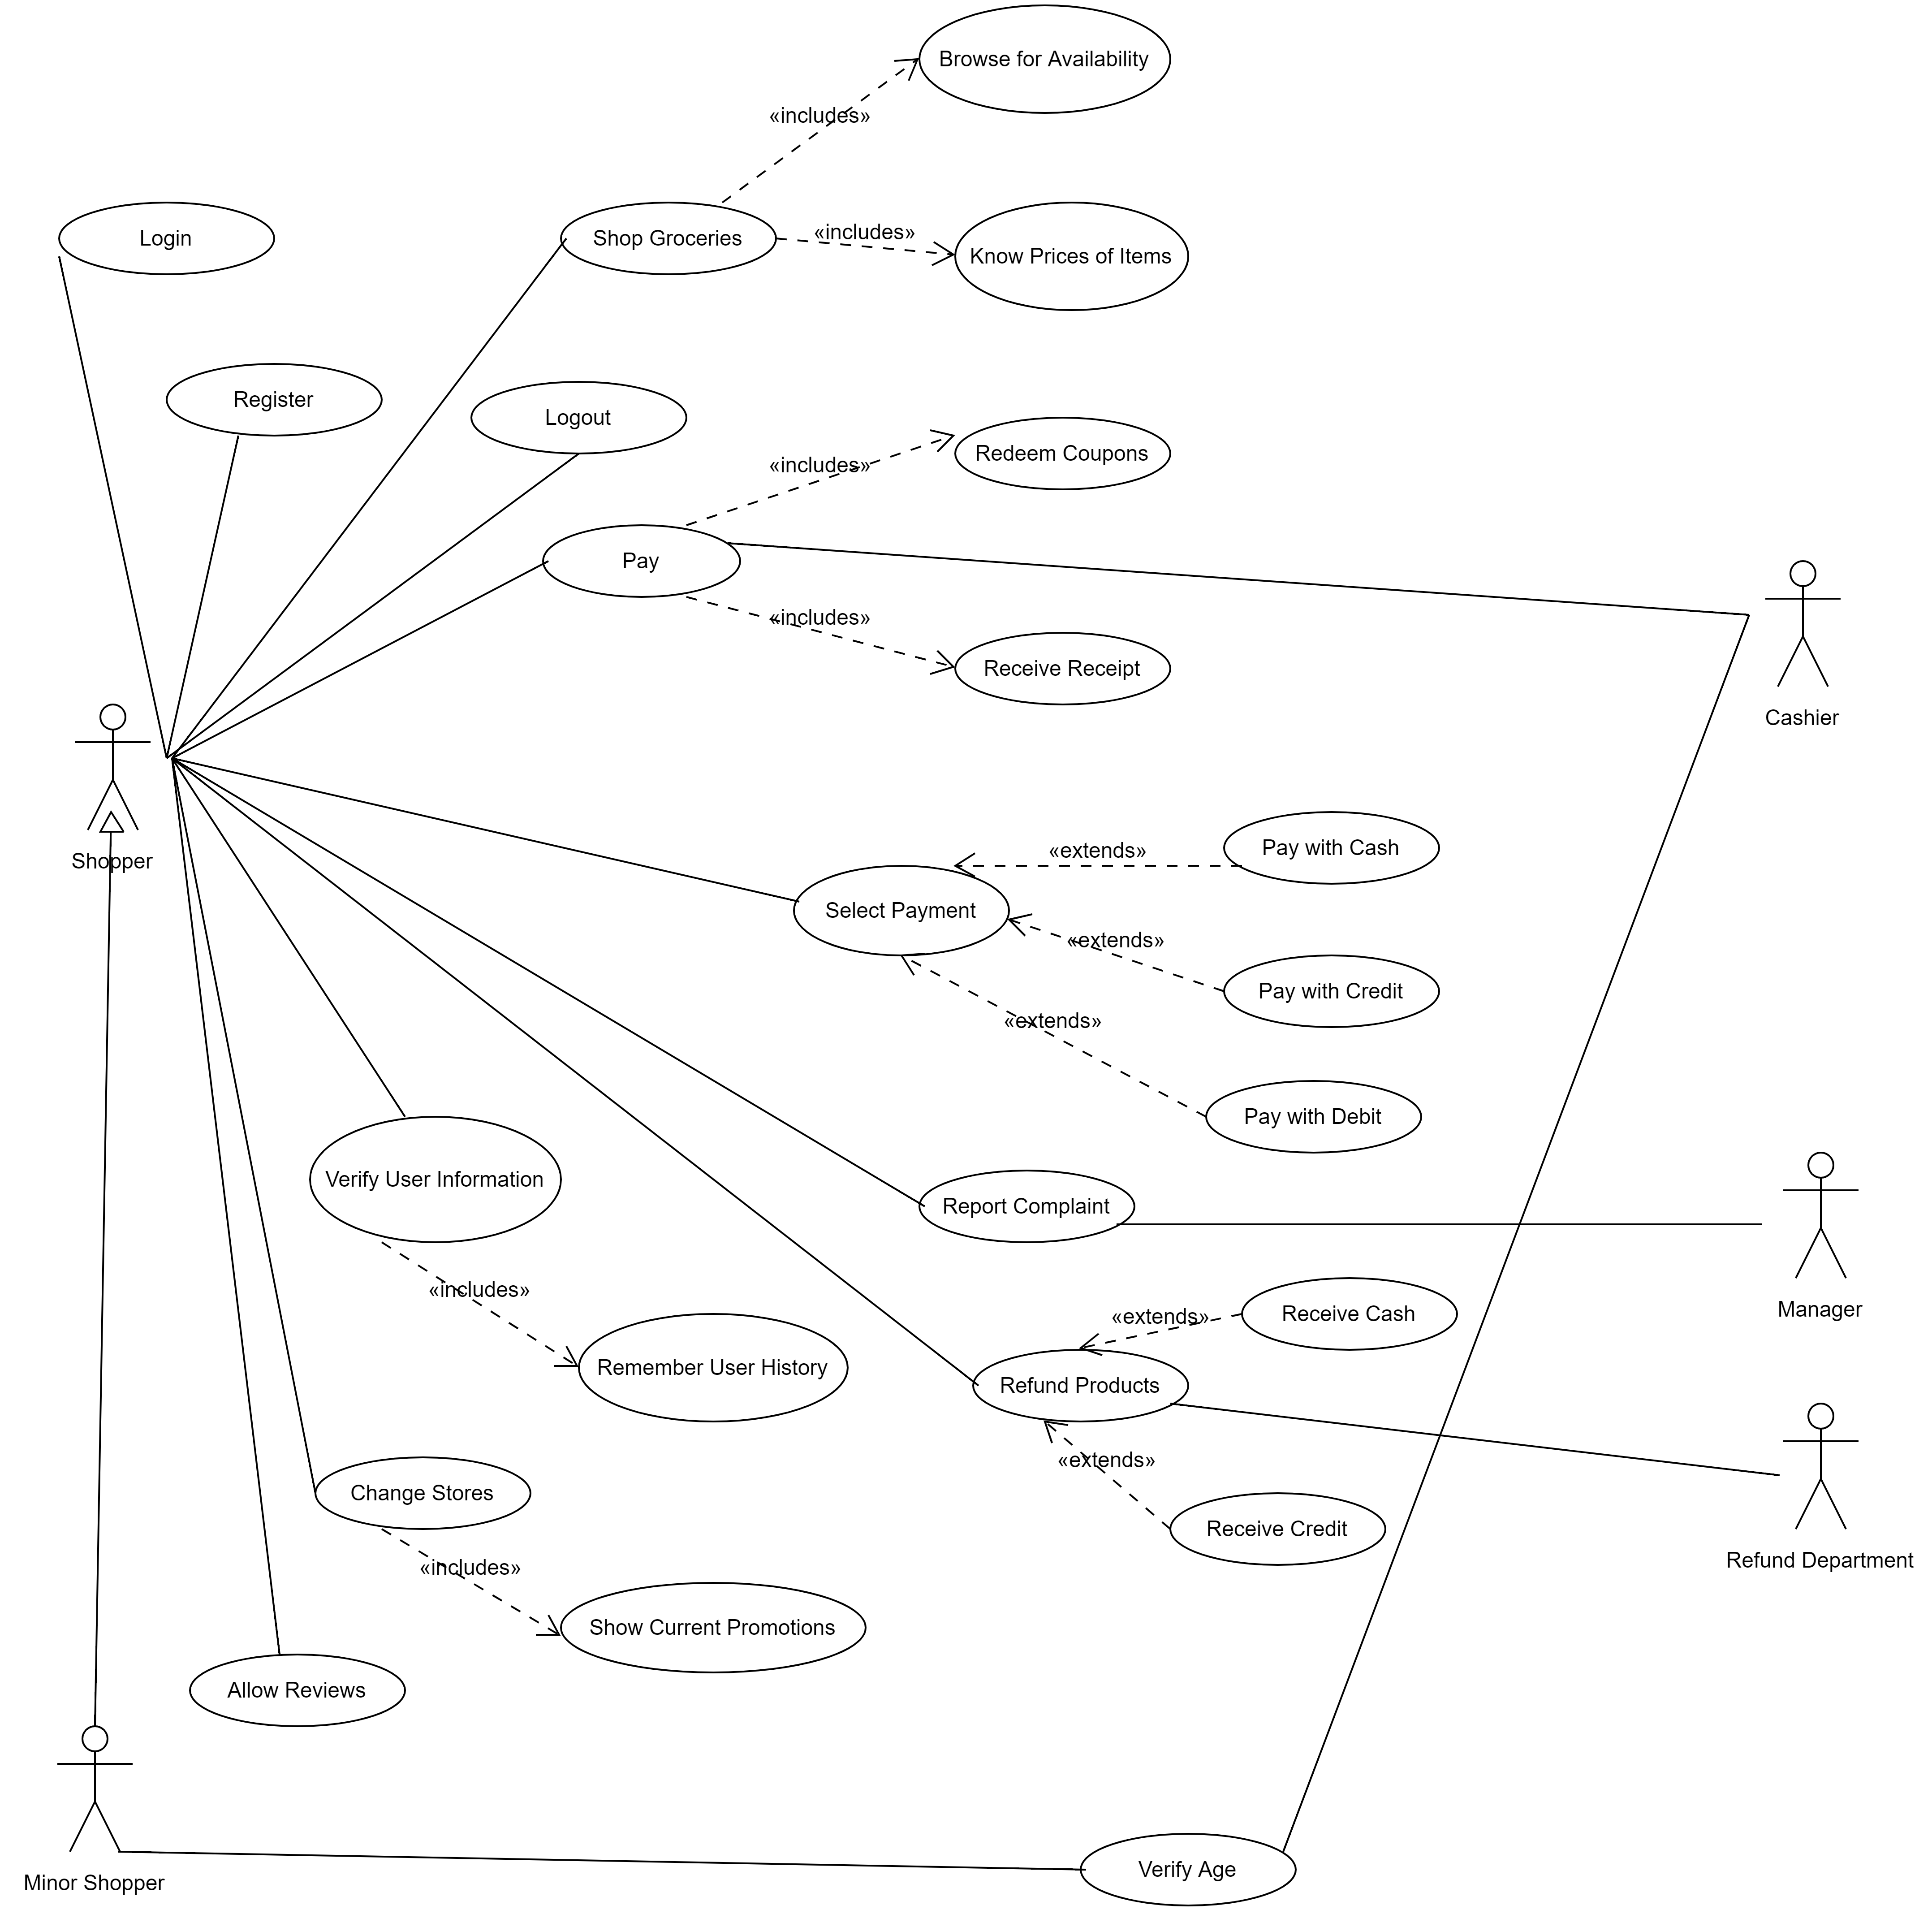 Browse for Availability
«includes»
Login
Shop Groceries
«includes»
Know Prices of Items
Register
Logout
Redeem Coupons
«includes»
Pay
«includes»
Receive Receipt
Cashier
Shopper
Pay with Cash
«extends»
Select Payment
«extends»
Pay with Credit
«extends»
Pay with Debit
Verify User Information
Report Complaint
«includes»
Manager
Receive Cash
«extends»
Remember User History
Refund Products
«extends»
Change Stores
Receive Credit
Refund Department
«includes»
Show Current Promotions
Allow Reviews
Minor Shopper
Verify Age